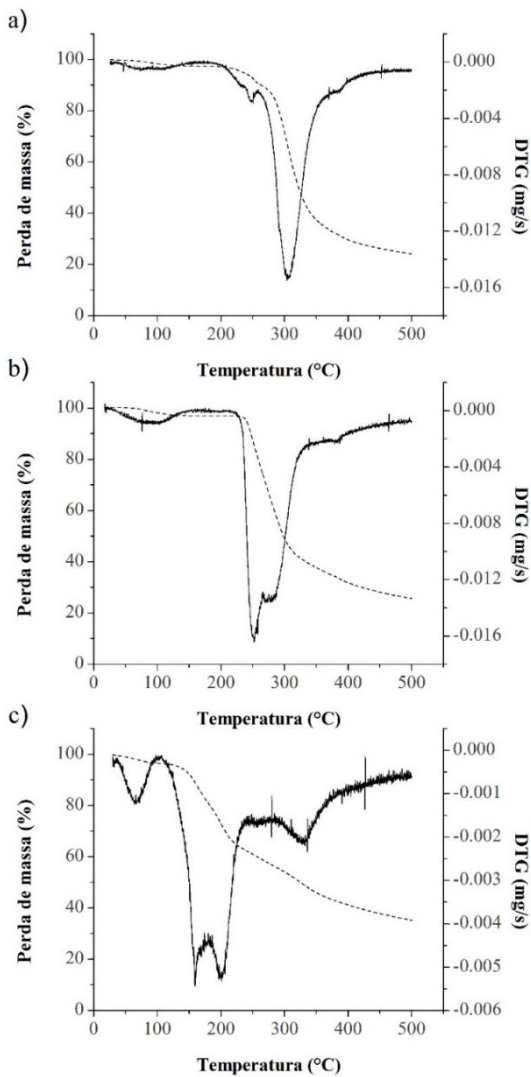 a)
100
80
60
40
20
0
Perda de massa (%)
0.000
-0.004
-0.008
-0.012
-0.016
DTG (mg/s)
0 100 200 300 400 500
Temperatura (°C)
b)
100
80
60
40
20
0
Perda de massa (%)
0.000
-0.004
-0.008
-0.012
-0.016
DTG (mg/s)
0 100 200 300 400 500
Temperatura (°C)
c)
100
80
60
40
20
0
Perda de massa (%)
0.000
-0.001
-0.002
-0.003
-0.004
-0.005
-0.006
DTG (mg/s)
0 100 200 300 400 500
Temperatura (°C)